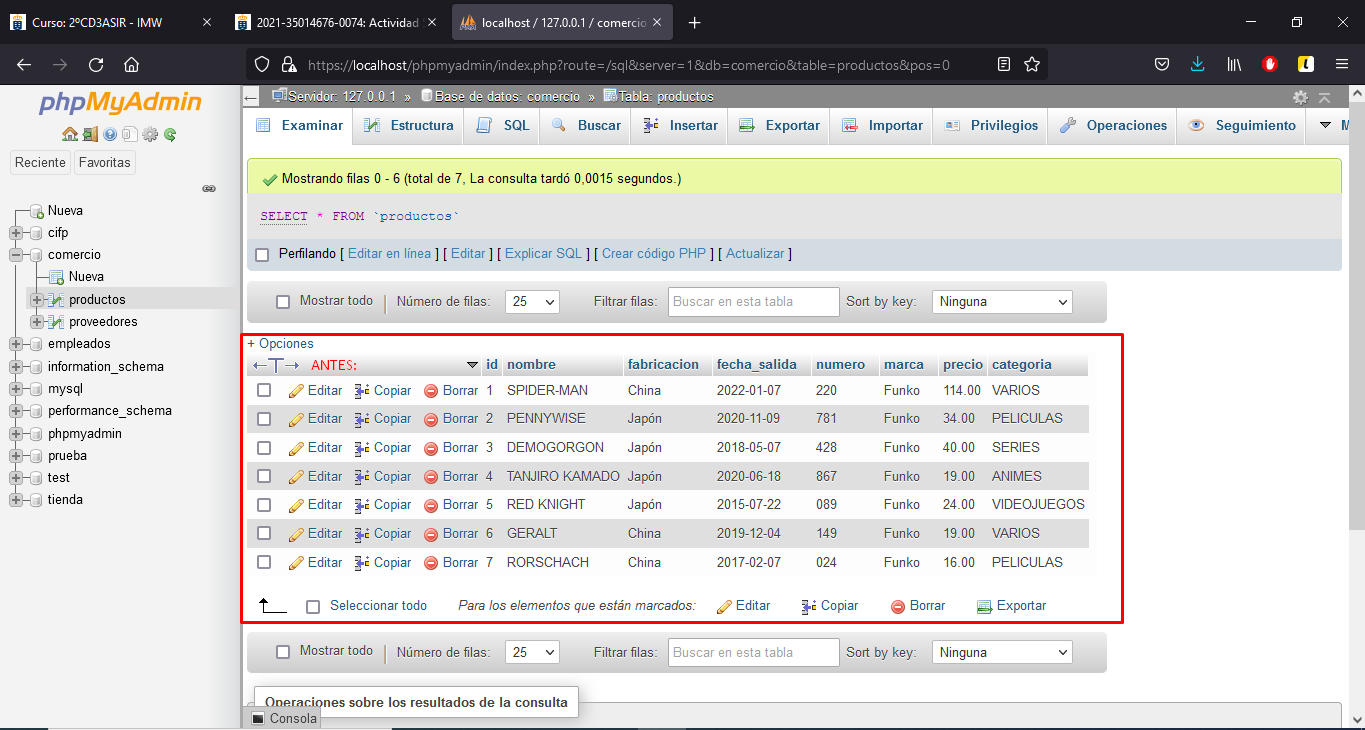 Curso: 2ºCD3ASIR - IMW
2021-35014676-0074: Actividad
localhost / 127.0.0.1 / comercio
https://localhost/phpmyadmin/index.php?route=/sql&server=1&db=comercio&table=productos&pos=0
phpMyAdmin
Reciente Favoritas
Nueva
cifp
comercio
Nueva
productos
proveedores
empleados
information_schema
mysql
performance_schema
phpmyadmin
prueba
test
tienda
Servidor: 127.0.0.1 » Base de datos: comercio » Tabla: productos
Examinar Estructura SQL Buscar Insertar Exportar Importar Privilegios Operaciones Seguimiento
Mostrando filas 0 - 6 (total de 7, La consulta tardó 0,0015 segundos.)
SELECT * FROM `productos`
Perfilando [ Editar en línea ] [ Editar ] [ Explicar SQL ] [ Crear código PHP ] [ Actualizar ]
Mostrar todo Número de filas: 25 Filtrar filas: Buscar en esta tabla Sort by key: Ninguna
+ Opciones
←T→ ANTES: id nombre fabricacion fecha_salida numero marca precio categoria
Editar Copiar Borrar 1 SPIDER-MAN China 2022-01-07 220 Funko 114.00 VARIOS
Editar Copiar Borrar 2 PENNYWISE Japón 2020-11-09 781 Funko 34.00 PELICULAS
Editar Copiar Borrar 3 DEMOGORGON Japón 2018-05-07 428 Funko 40.00 SERIES
Editar Copiar Borrar 4 TANJIRO KAMADO Japón 2020-06-18 867 Funko 19.00 ANIMES
Editar Copiar Borrar 5 RED KNIGHT Japón 2015-07-22 089 Funko 24.00 VIDEOJUEGOS
Editar Copiar Borrar 6 GERALT China 2019-12-04 149 Funko 19.00 VARIOS
Editar Copiar Borrar 7 RORSCHACH China 2017-02-07 024 Funko 16.00 PELICULAS
Seleccionar todo Para los elementos que están marcados: Editar Copiar Borrar Exportar
Mostrar todo Número de filas: 25 Filtrar filas: Buscar en esta tabla Sort by key: Ninguna
Operaciones sobre los resultados de la consulta
Consola